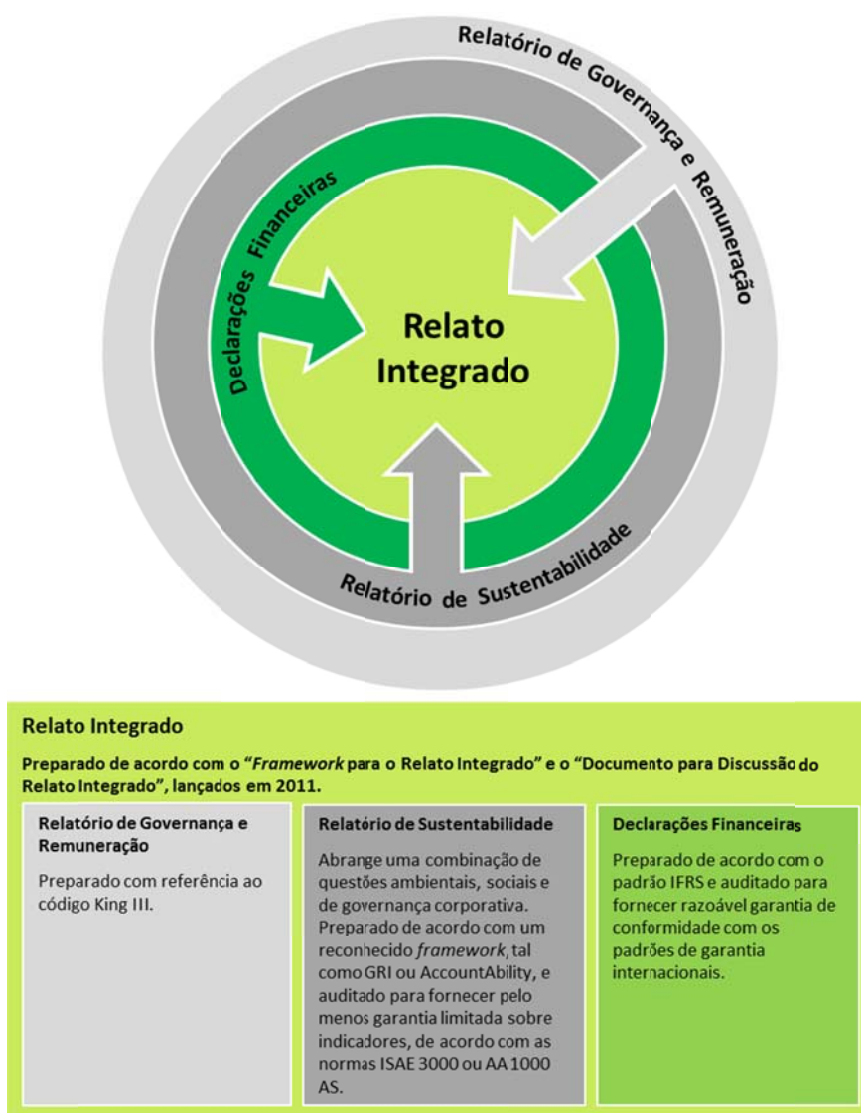 Relatório de Governança e Remuneração
Declarações Financeiras
Relato
Integrado
Relatório de Sustentabilidade
Relato Integrado
Preparado de acordo com o “Framework para o Relato Integrado” e o “Documento para Discussão do
Relato Integrado”, lançados em 2011.
Relatório de Governança e
Remuneração
Preparado com referência ao
código King III.
Relatório de Sustentabilidade
Abrange uma combinação de
questões ambientais, sociais e
de governança corporativa.
Preparado de acordo com um
reconhecido framework, tal
como GRI ou AccountAbility, e
auditado para fornecer pelo
menos garantia limitada sobre
indicadores, de acordo com as
normas ISAE 3000 ou AA1000
AS.
Declarações Financeiras
Preparado de acordo com o
padrão IFRS e auditado para
fornecer razoável garantia de
conformidade com os
padrões de garantia
internacionais.